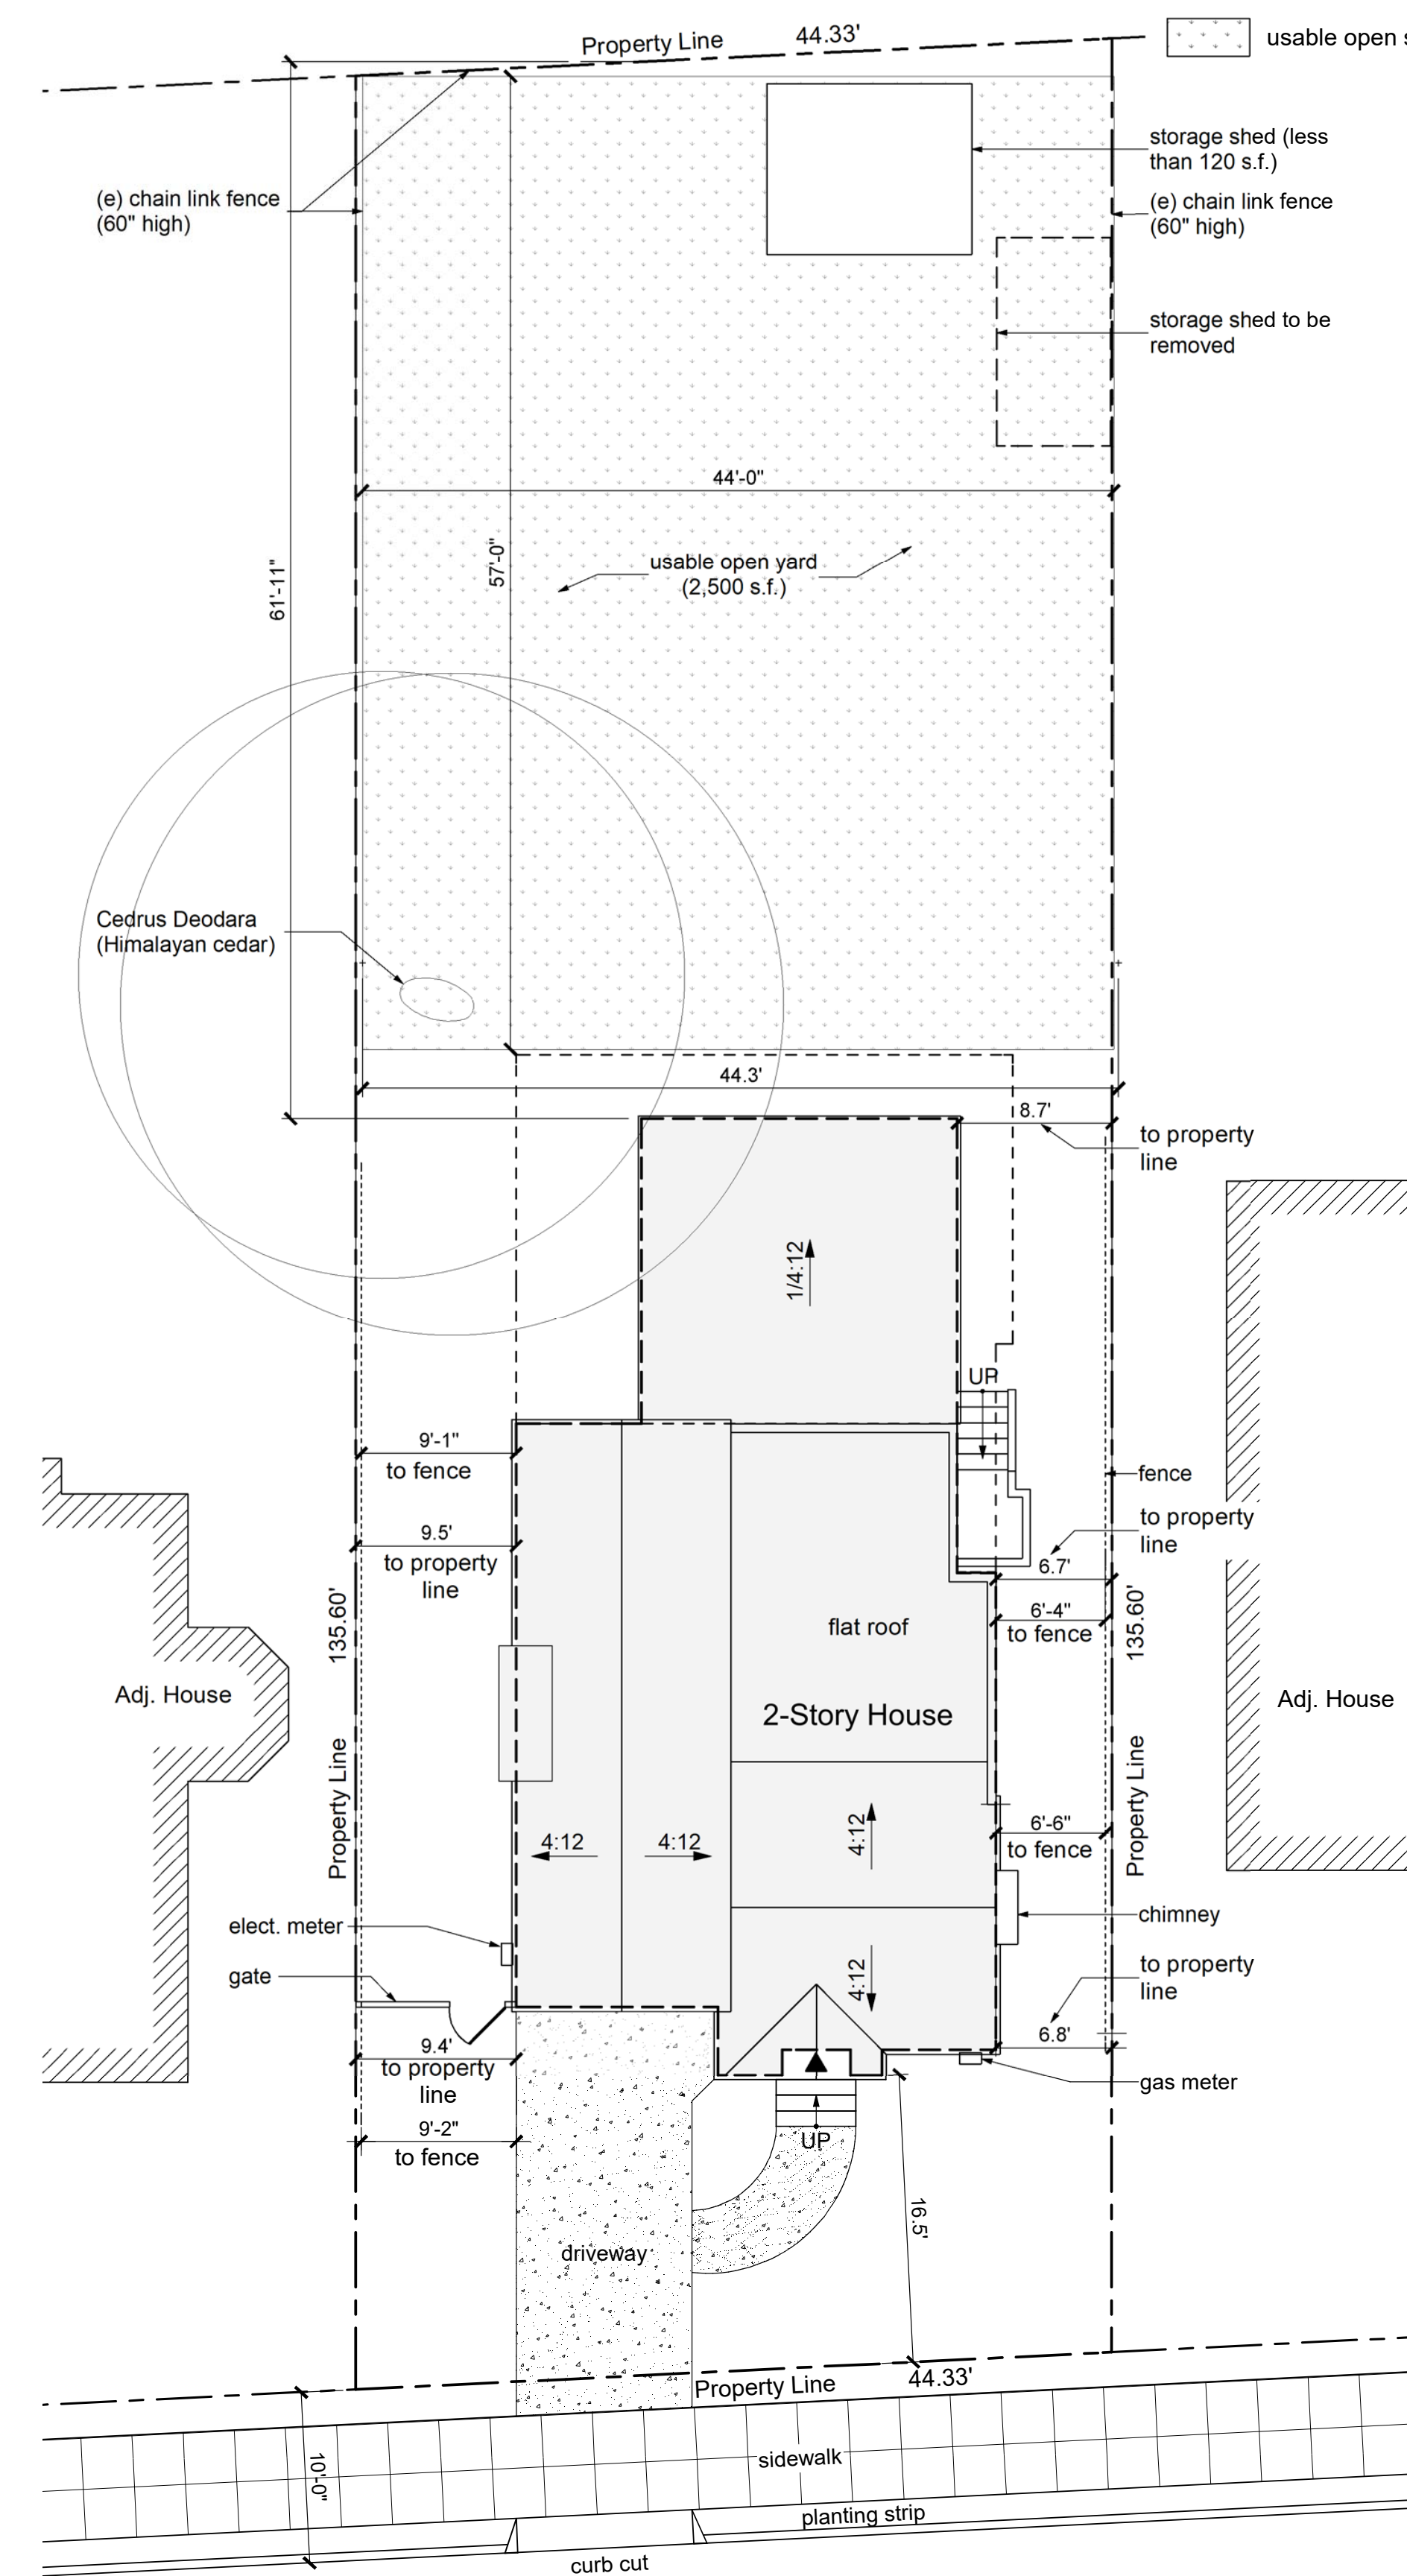 Property Line 44.33'
usable open
storage shed (less
than 120 s.f.)
(e) chain link fence
(60" high)
(e) chain link fence
(60" high)
storage shed to be
removed
44'-0"
61'-11"
57'-0"
usable open yard
(2,500 s.f.)
Cedrus Deodara
(Himalayan cedar)
44.3'
8.7'
to property
line
1/4:12
UP
9'-1"
to fence
fence
9.5'
to property
line
to property
line
6.7'
6'-4"
to fence
135.60'
135.60'
flat roof
Adj. House
2-Story House
Adj. House
Property Line
Property Line
4:12
4:12
4:12
6'-6"
to fence
chimney
elect. meter
gate
4:12
to property
line
6.8'
9.4'
to property
line
gas meter
9'-2"
to fence
UP
16.5'
driveway
Property Line 44.33'
10'-0"
sidewalk
planting strip
curb cut